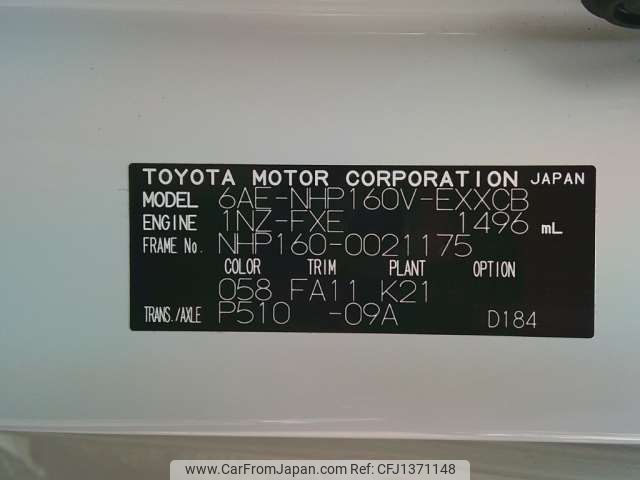 TOYOTA MOTOR CORPORATION JAPAN
MODEL 6AE-NHP160V-EXXCB
ENGINE 1NZ-FXE 1496 mL
FRAME No. NHP160-0021175
COLOR TRIM PLANT OPTION
058 FA11 K21
TRANS./AXLE P510 -09A D184
www.CarFromJapan.com - CFJ1371148